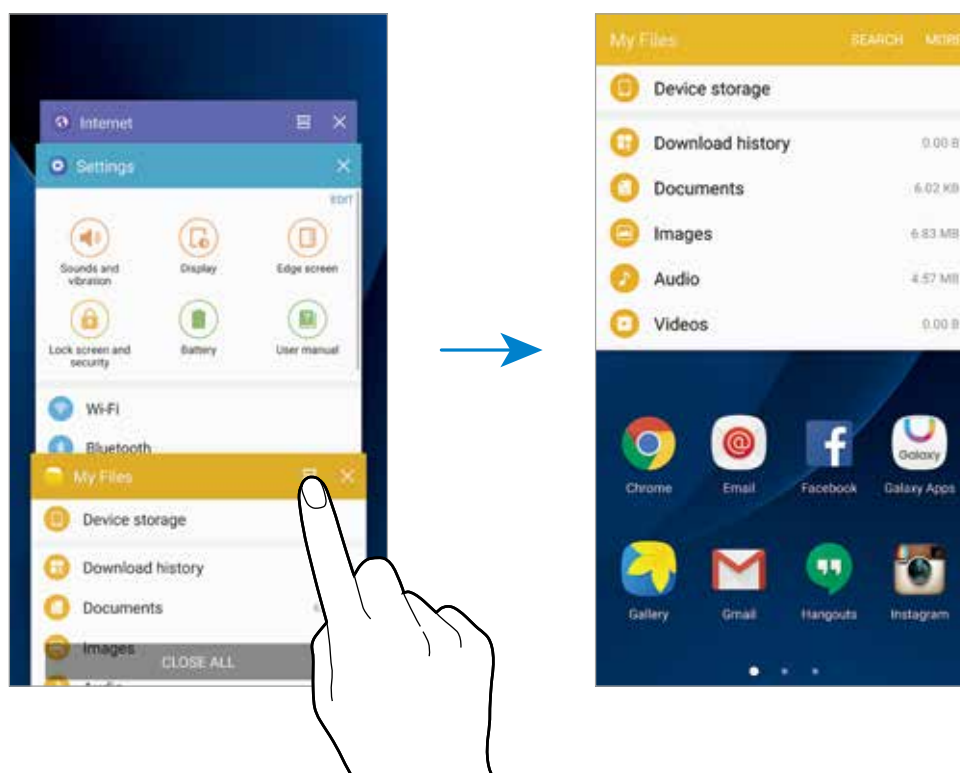 Internet
Settings
EDIT
Sounds and
vibration
Display
Edge screen
Lock screen and
security
Battery
User manual
Wi-Fi
Bluetooth
My Files
Device storage
Download history
Documents
Images
CLOSE ALL
Audio
My Files
SEARCH MORE
Device storage
Download history 0.00 B
Documents 6.02 KB
Images 6.83 MB
Audio 4.57 MB
Videos 0.00 B
Galaxy
Chrome Email Facebook Galaxy Apps
Gallery Gmail Hangouts Instagram